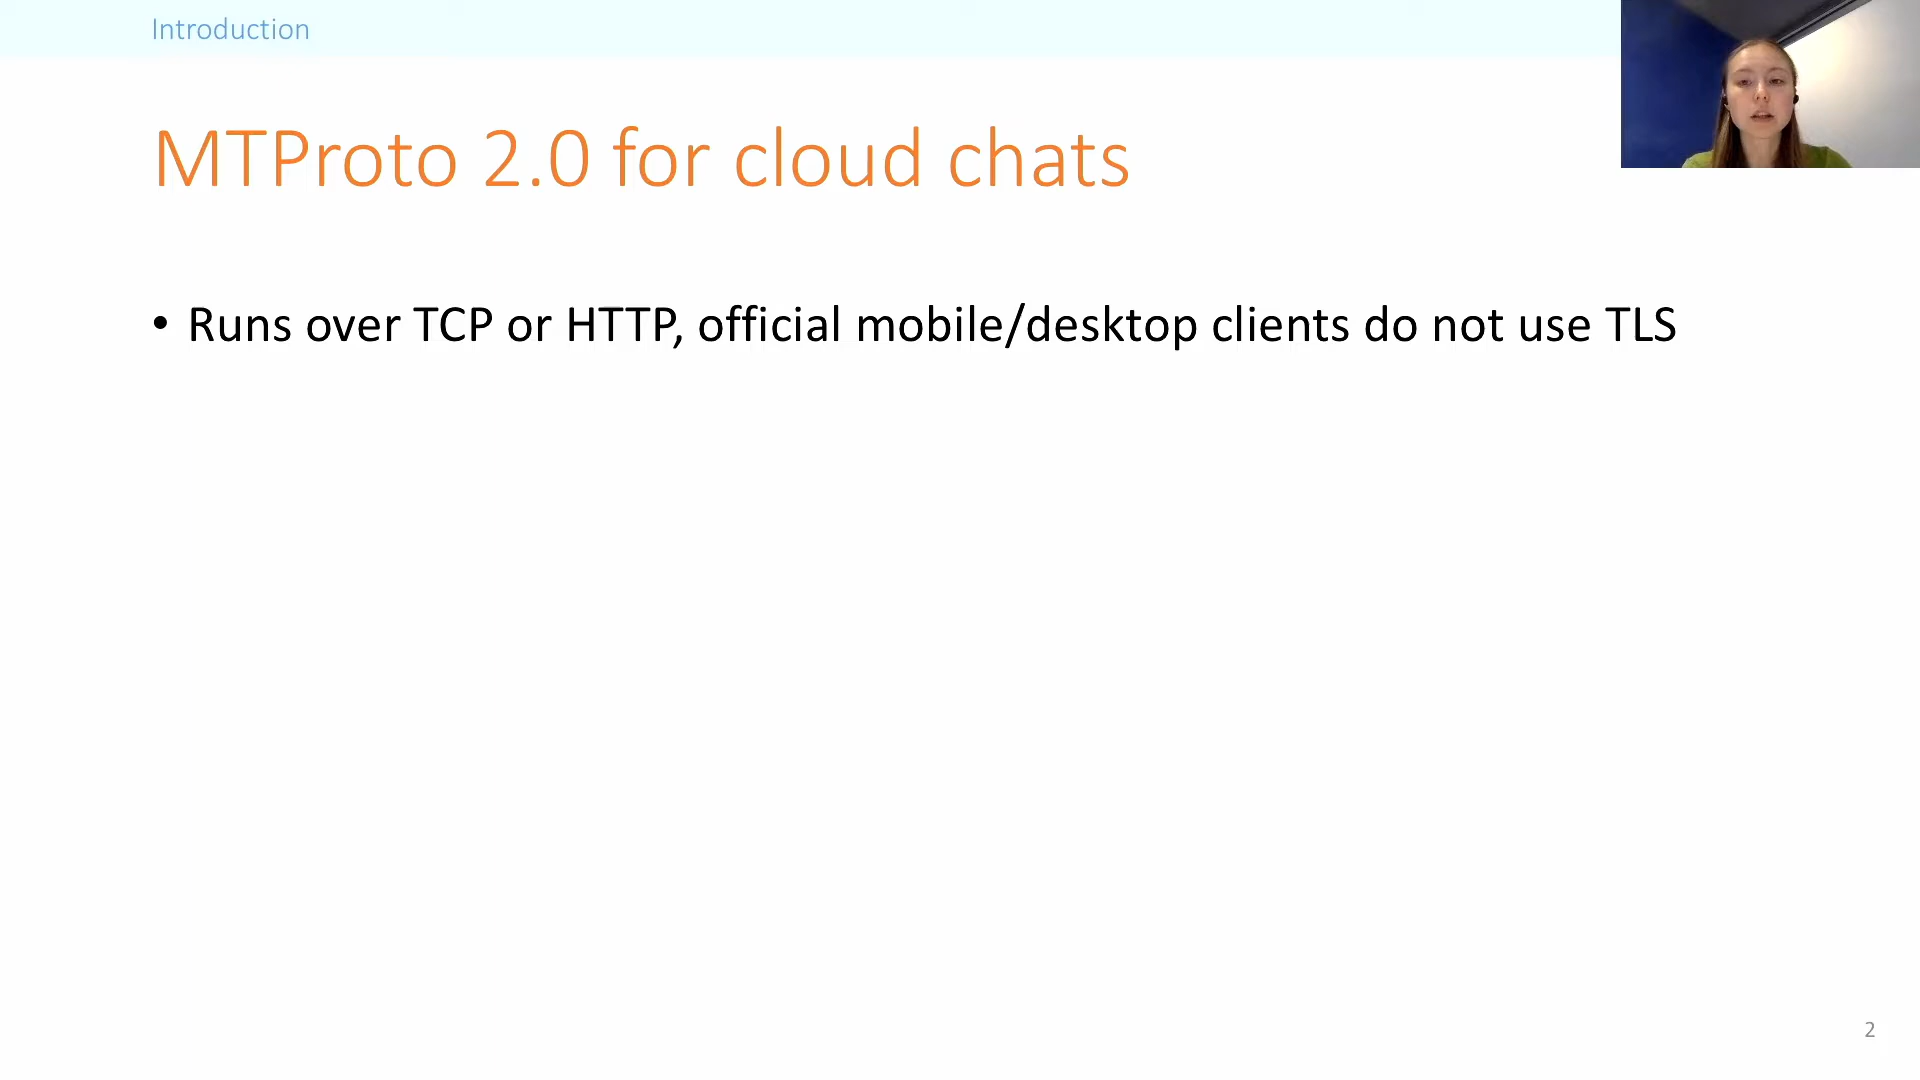 Introduction
MTProto 2.0 for cloud chats
• Runs over TCP or HTTP, official mobile/desktop clients do not use TLS
2